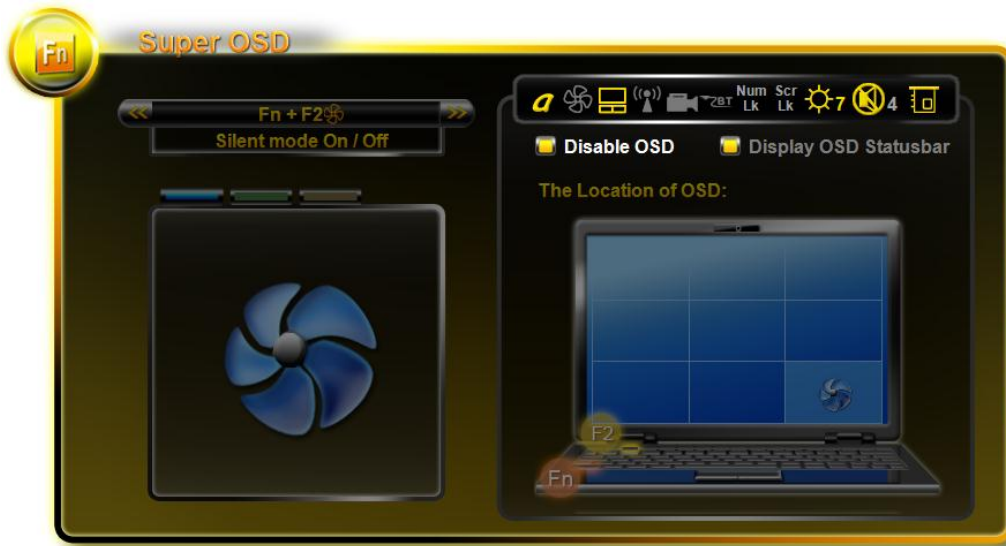 Fn
Super OSD
Fn + F2
Silent mode On / Off
a
BT
Num Lk
Scr Lk
7
4
Disable OSD
Display OSD Statusbar
The Location of OSD:
F2
Fn